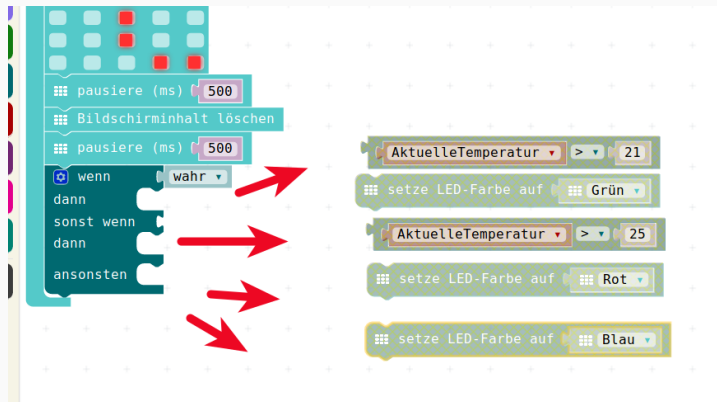 pausiere (ms) 500
Bildschirminhalt löschen
pausiere (ms) 500
wenn wahr
dann
sonst wenn
dann
ansonsten
AktuelleTemperatur > 21
setze LED-Farbe auf Grün
AktuelleTemperatur > 25
setze LED-Farbe auf Rot
setze LED-Farbe auf Blau